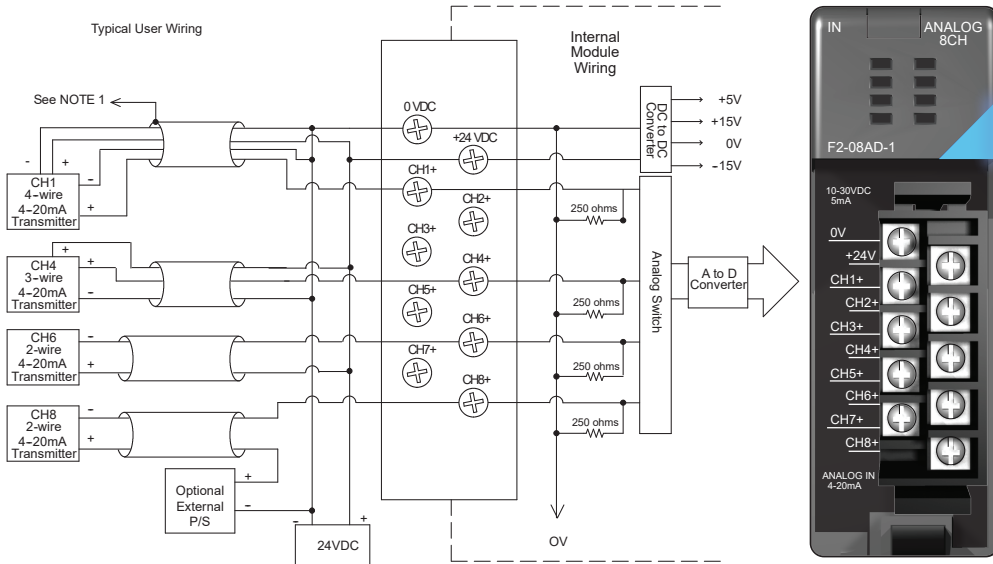 Typical User Wiring
Internal
Module
Wiring
See NOTE 1
0 VDC
+24 VDC
CH1+
CH2+
CH3+
CH4+
CH5+
CH6+
CH7+
CH8+
- +
CH1
4-wire
4-20mA
Transmitter
-
+
CH4
3-wire
4-20mA
Transmitter
+
+
-
CH6
2-wire
4-20mA
Transmitter
-
+
CH8
2-wire
4-20mA
Transmitter
-
+
Optional
External
P/S
+
-
- +
24VDC
250 ohms
250 ohms
250 ohms
250 ohms
0V
DC to DC
Converter
+5V
+15V
0V
-15V
Analog Switch
A to D
Converter
IN
ANALOG
8CH
F2-08AD-1
10-30VDC
5mA
0V
+24V
CH1+
CH2+
CH3+
CH4+
CH5+
CH6+
CH7+
CH8+
ANALOG IN
4-20mA